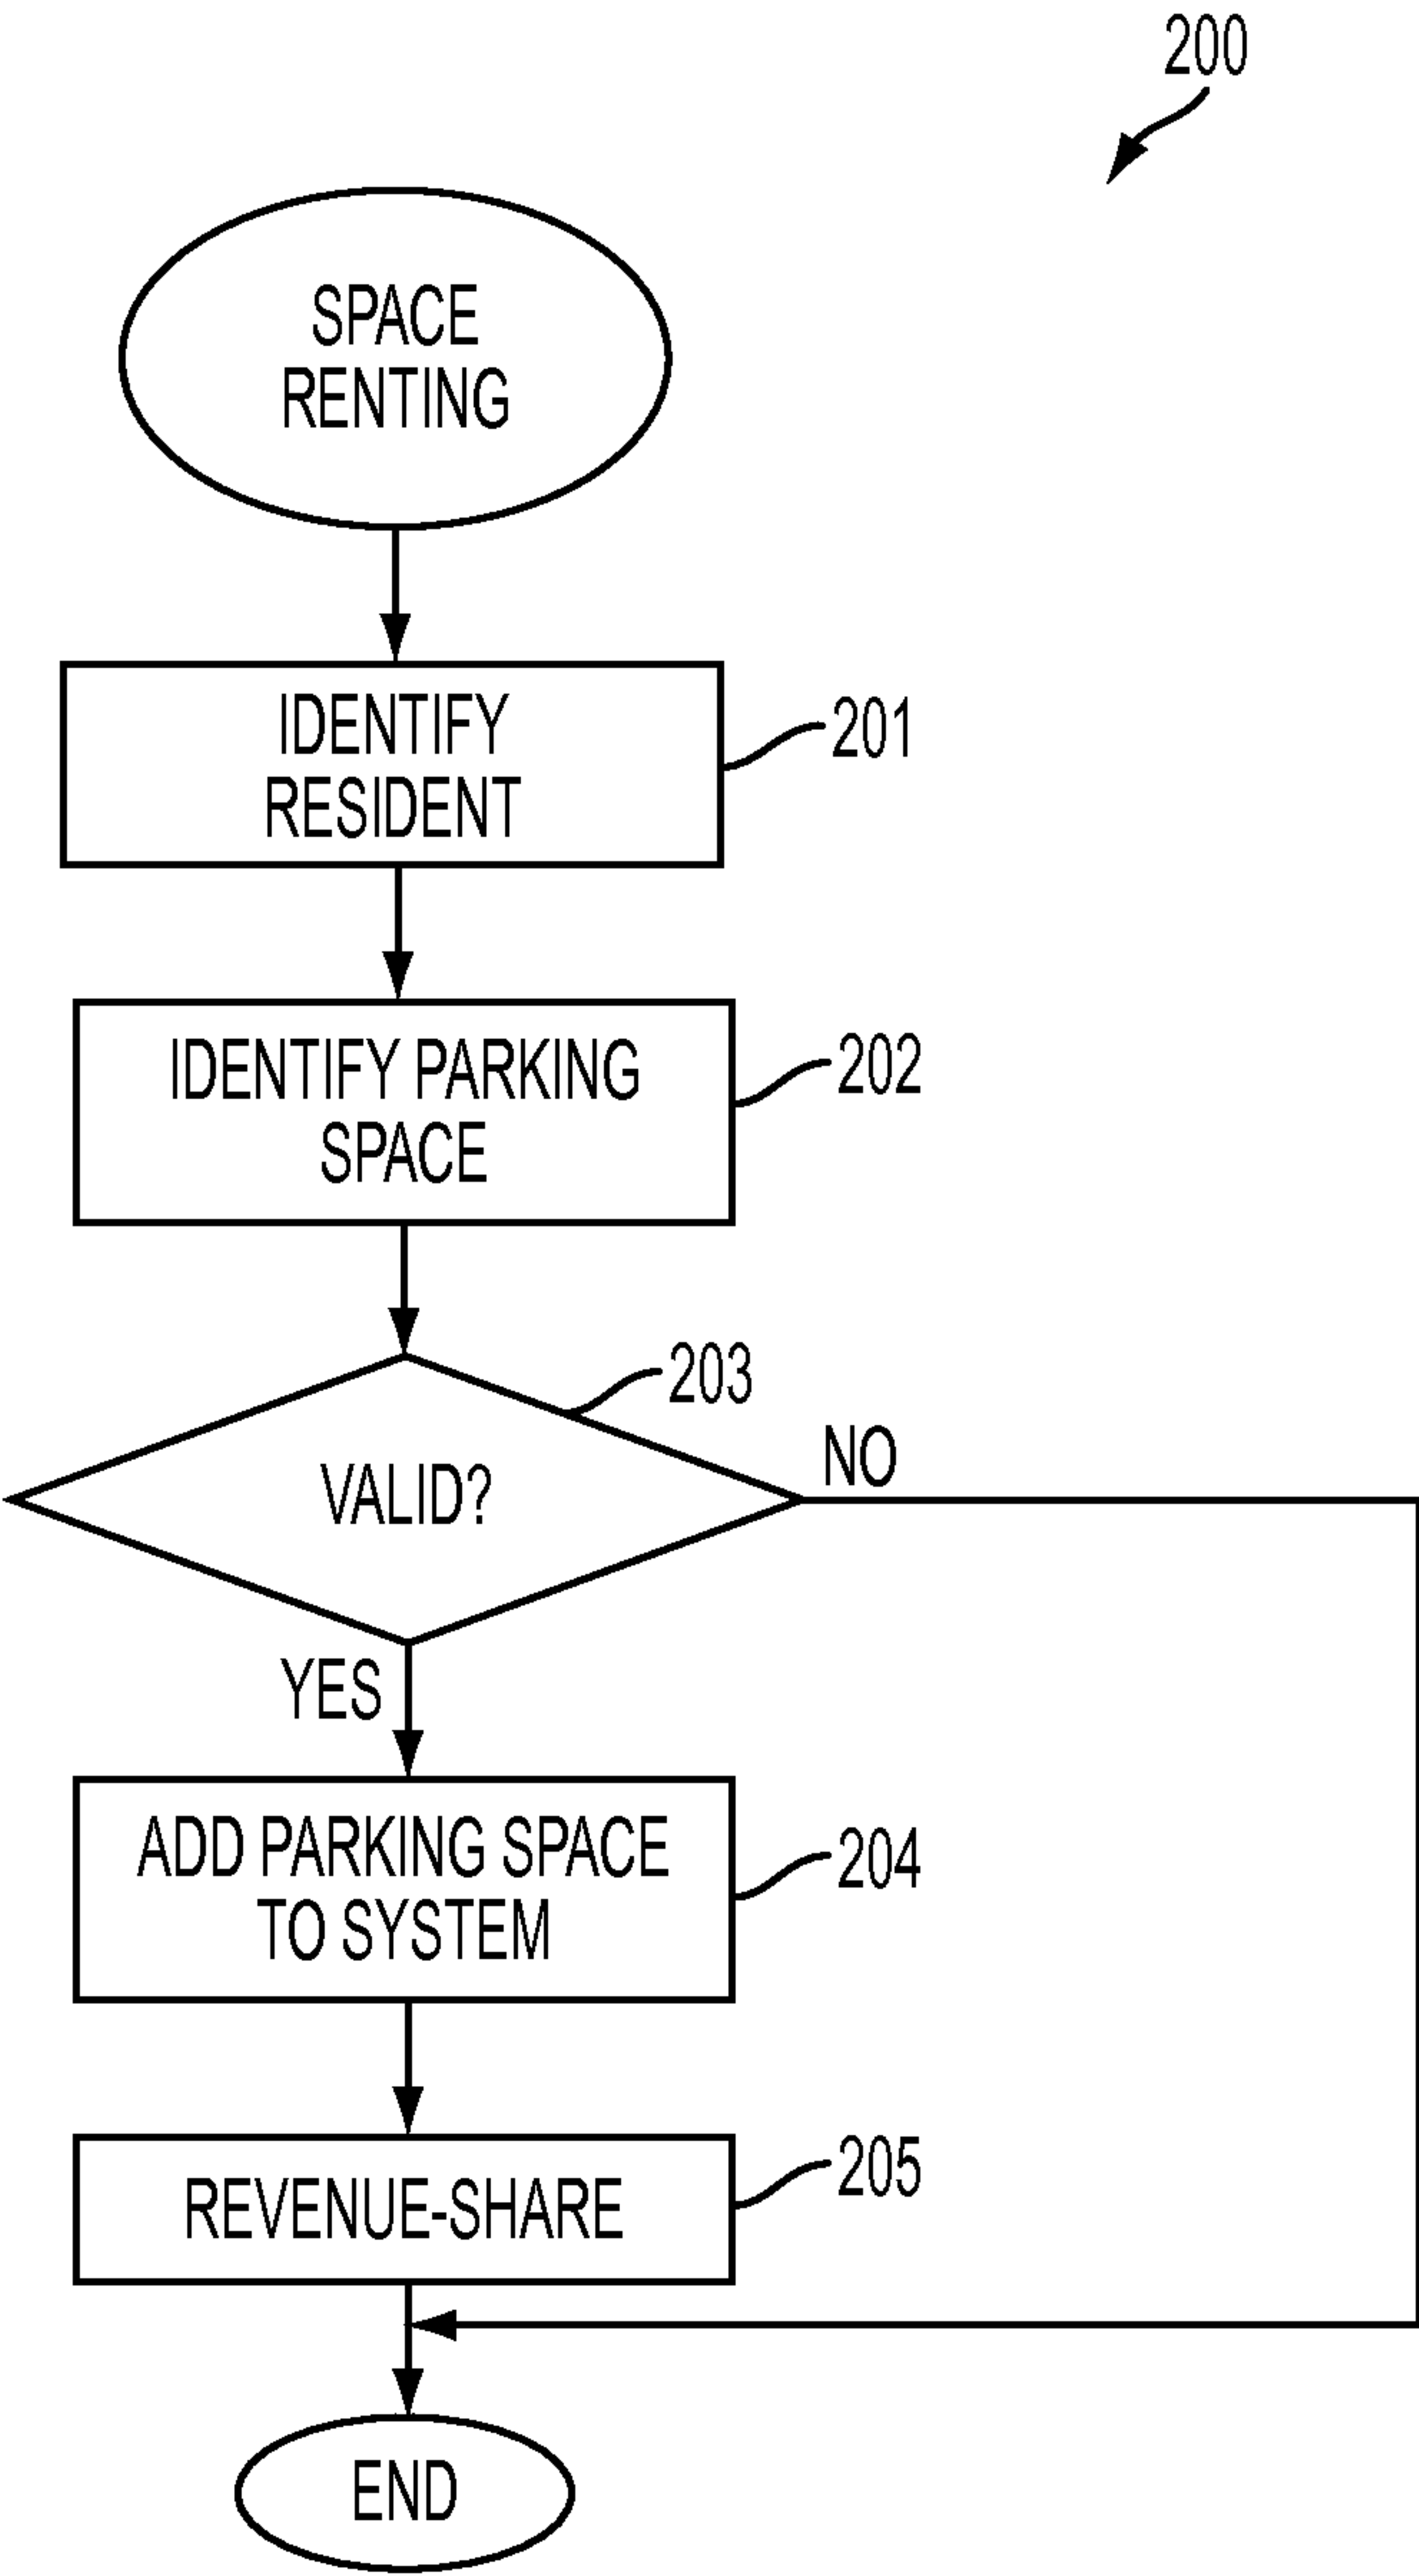 200
SPACE
RENTING
IDENTIFY
RESIDENT
201
IDENTIFY PARKING
SPACE
202
203
VALID?
NO
YES
ADD PARKING SPACE
TO SYSTEM
204
REVENUE-SHARE
205
END